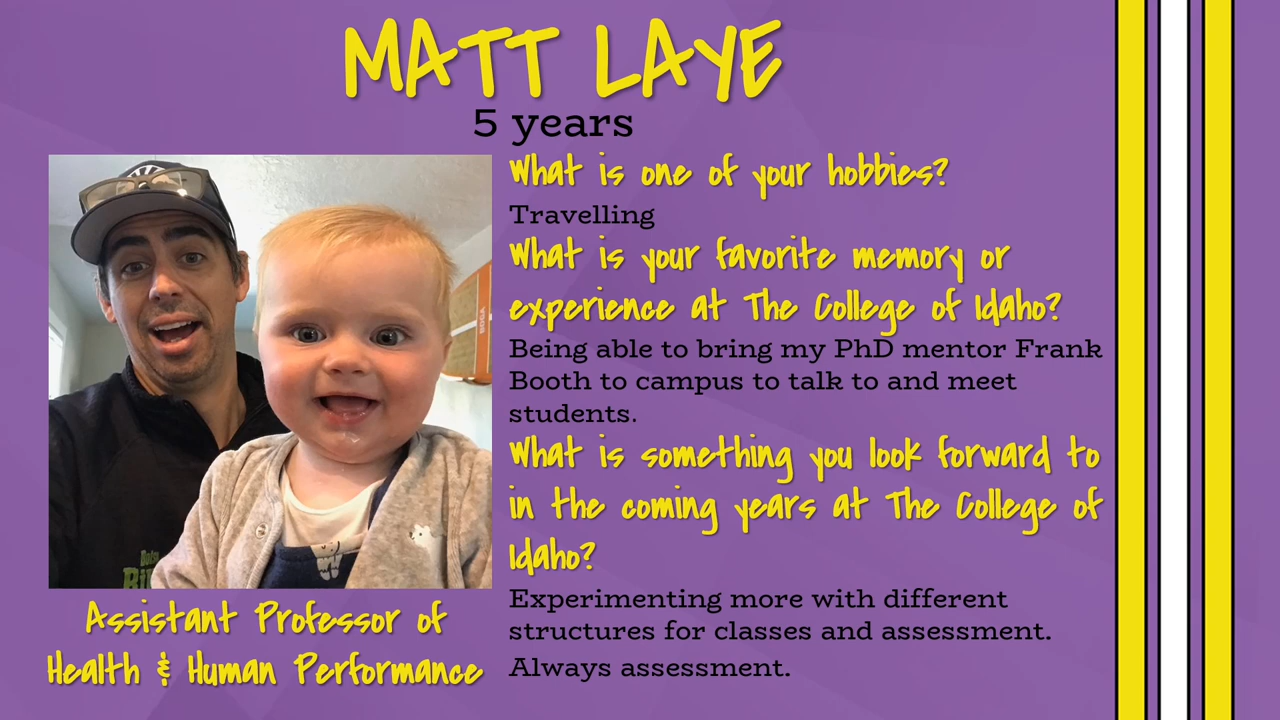 MATT LAYE
5 years
What is one of your hobbies?
Travelling
What is your favorite memory or
experience at The College of Idaho?
Being able to bring my PhD mentor Frank
Booth to campus to talk to and meet
students.
What is something you look forward to
in the coming years at The College of
Idaho?
Experimenting more with different
structures for classes and assessment.
Always assessment.
Assistant Professor of
Health & Human Performance
ROCA